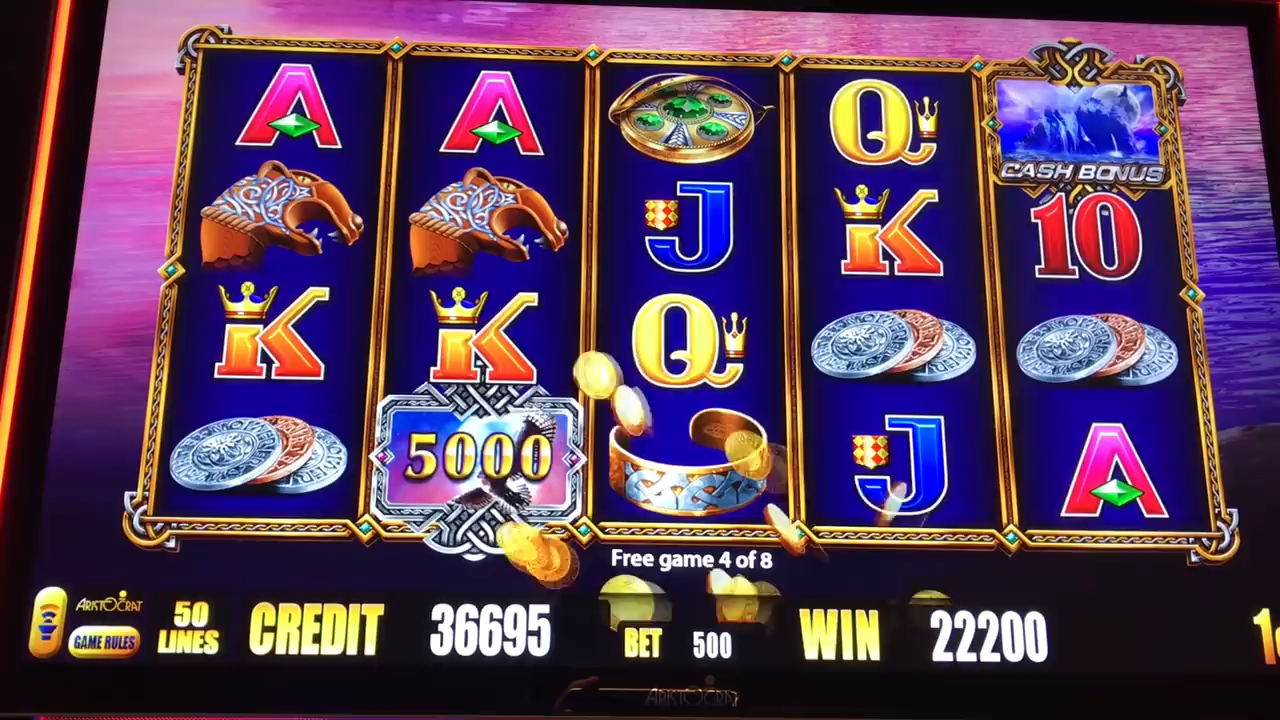 A A Q CASH BONUS
J K 10
K K Q
5000 J A
Free game 4 of 8
ARISTOCRAT
GAME RULES
50 LINES CREDIT 36695 BET 500 WIN 22200
ARISTOCRAT